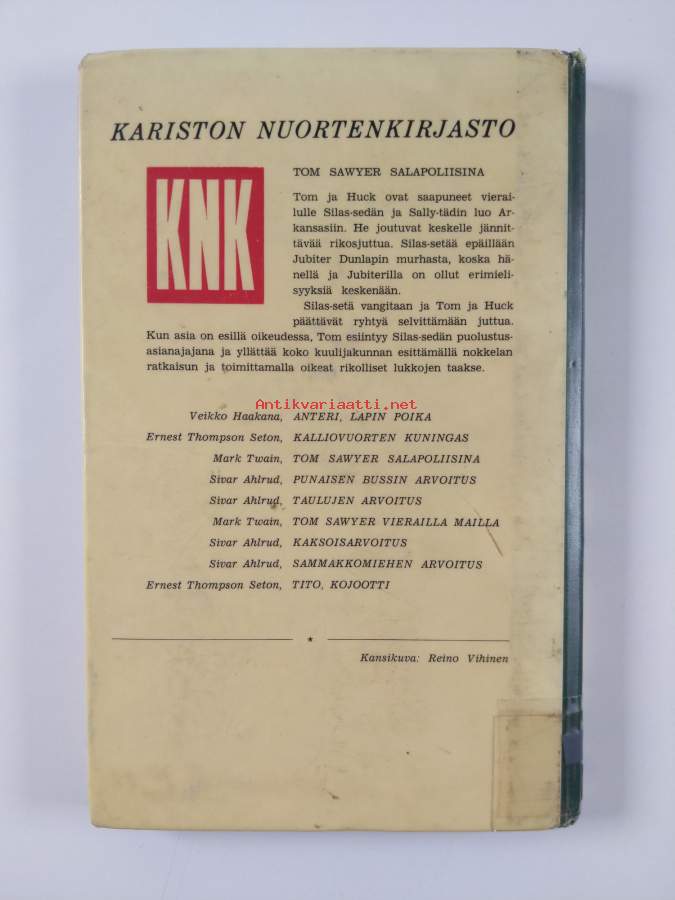 KARISTON NUORTENKIRJASTO
KNK
TOM SAWYER SALAPOLIISINA
Tom ja Huck ovat saapuneet vierai-
lulle Silas-sedän ja Sally-tädin luo Ar-
kansasiin. He joutuvat keskelle jännit-
tävää rikosjuttua. Silas-setää epäillään
Jubiter Dunlapin murhasta, koska hä-
nellä ja Jubiterilla on ollut erimieli-
syyksiä keskenään.
Silas-setä vangitaan ja Tom ja Huck
päättävät ryhtyä selvittämään juttua.
Kun asia on esillä oikeudessa, Tom esiintyy Silas-sedän puolustus-
asianajajana ja yllättää koko kuulijakunnan esittämällä nokkelan
ratkaisun ja toimittamalla oikeat rikolliset lukkojen taakse.
Antikvariaatti.net
Veikko Haakana, ANTERI, LAPIN POIKA
Ernest Thompson Seton, KALLIOVUORTEN KUNINGAS
Mark Twain, TOM SAWYER SALAPOLIISINA
Sivar Ahlrud, PUNAISEN BUSSIN ARVOITUS
Sivar Ahlrud, TAULUJEN ARVOITUS
Mark Twain, TOM SAWYER VIERAILLA MAILLA
Sivar Ahlrud, KAKSOISARVOITUS
Sivar Ahlrud, SAMMAKKOMIEHEN ARVOITUS
Ernest Thompson Seton, TITO, KOJOOTTI
Kansikuva: Reino Vihinen